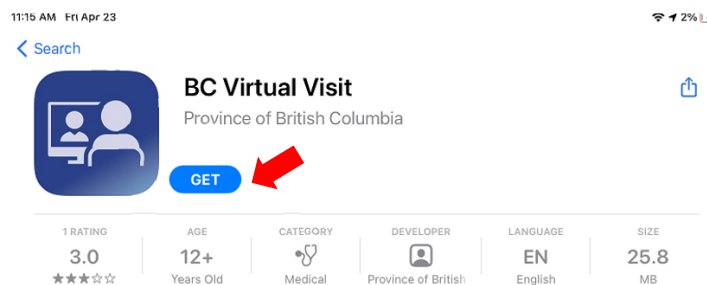 11:15 AM Fri Apr 23 2%
Search
BC Virtual Visit
Province of British Columbia
GET
1 RATING AGE CATEGORY DEVELOPER LANGUAGE SIZE
3.0 12+ EN 25.8
★★★☆☆ Years Old Medical Province of British English MB